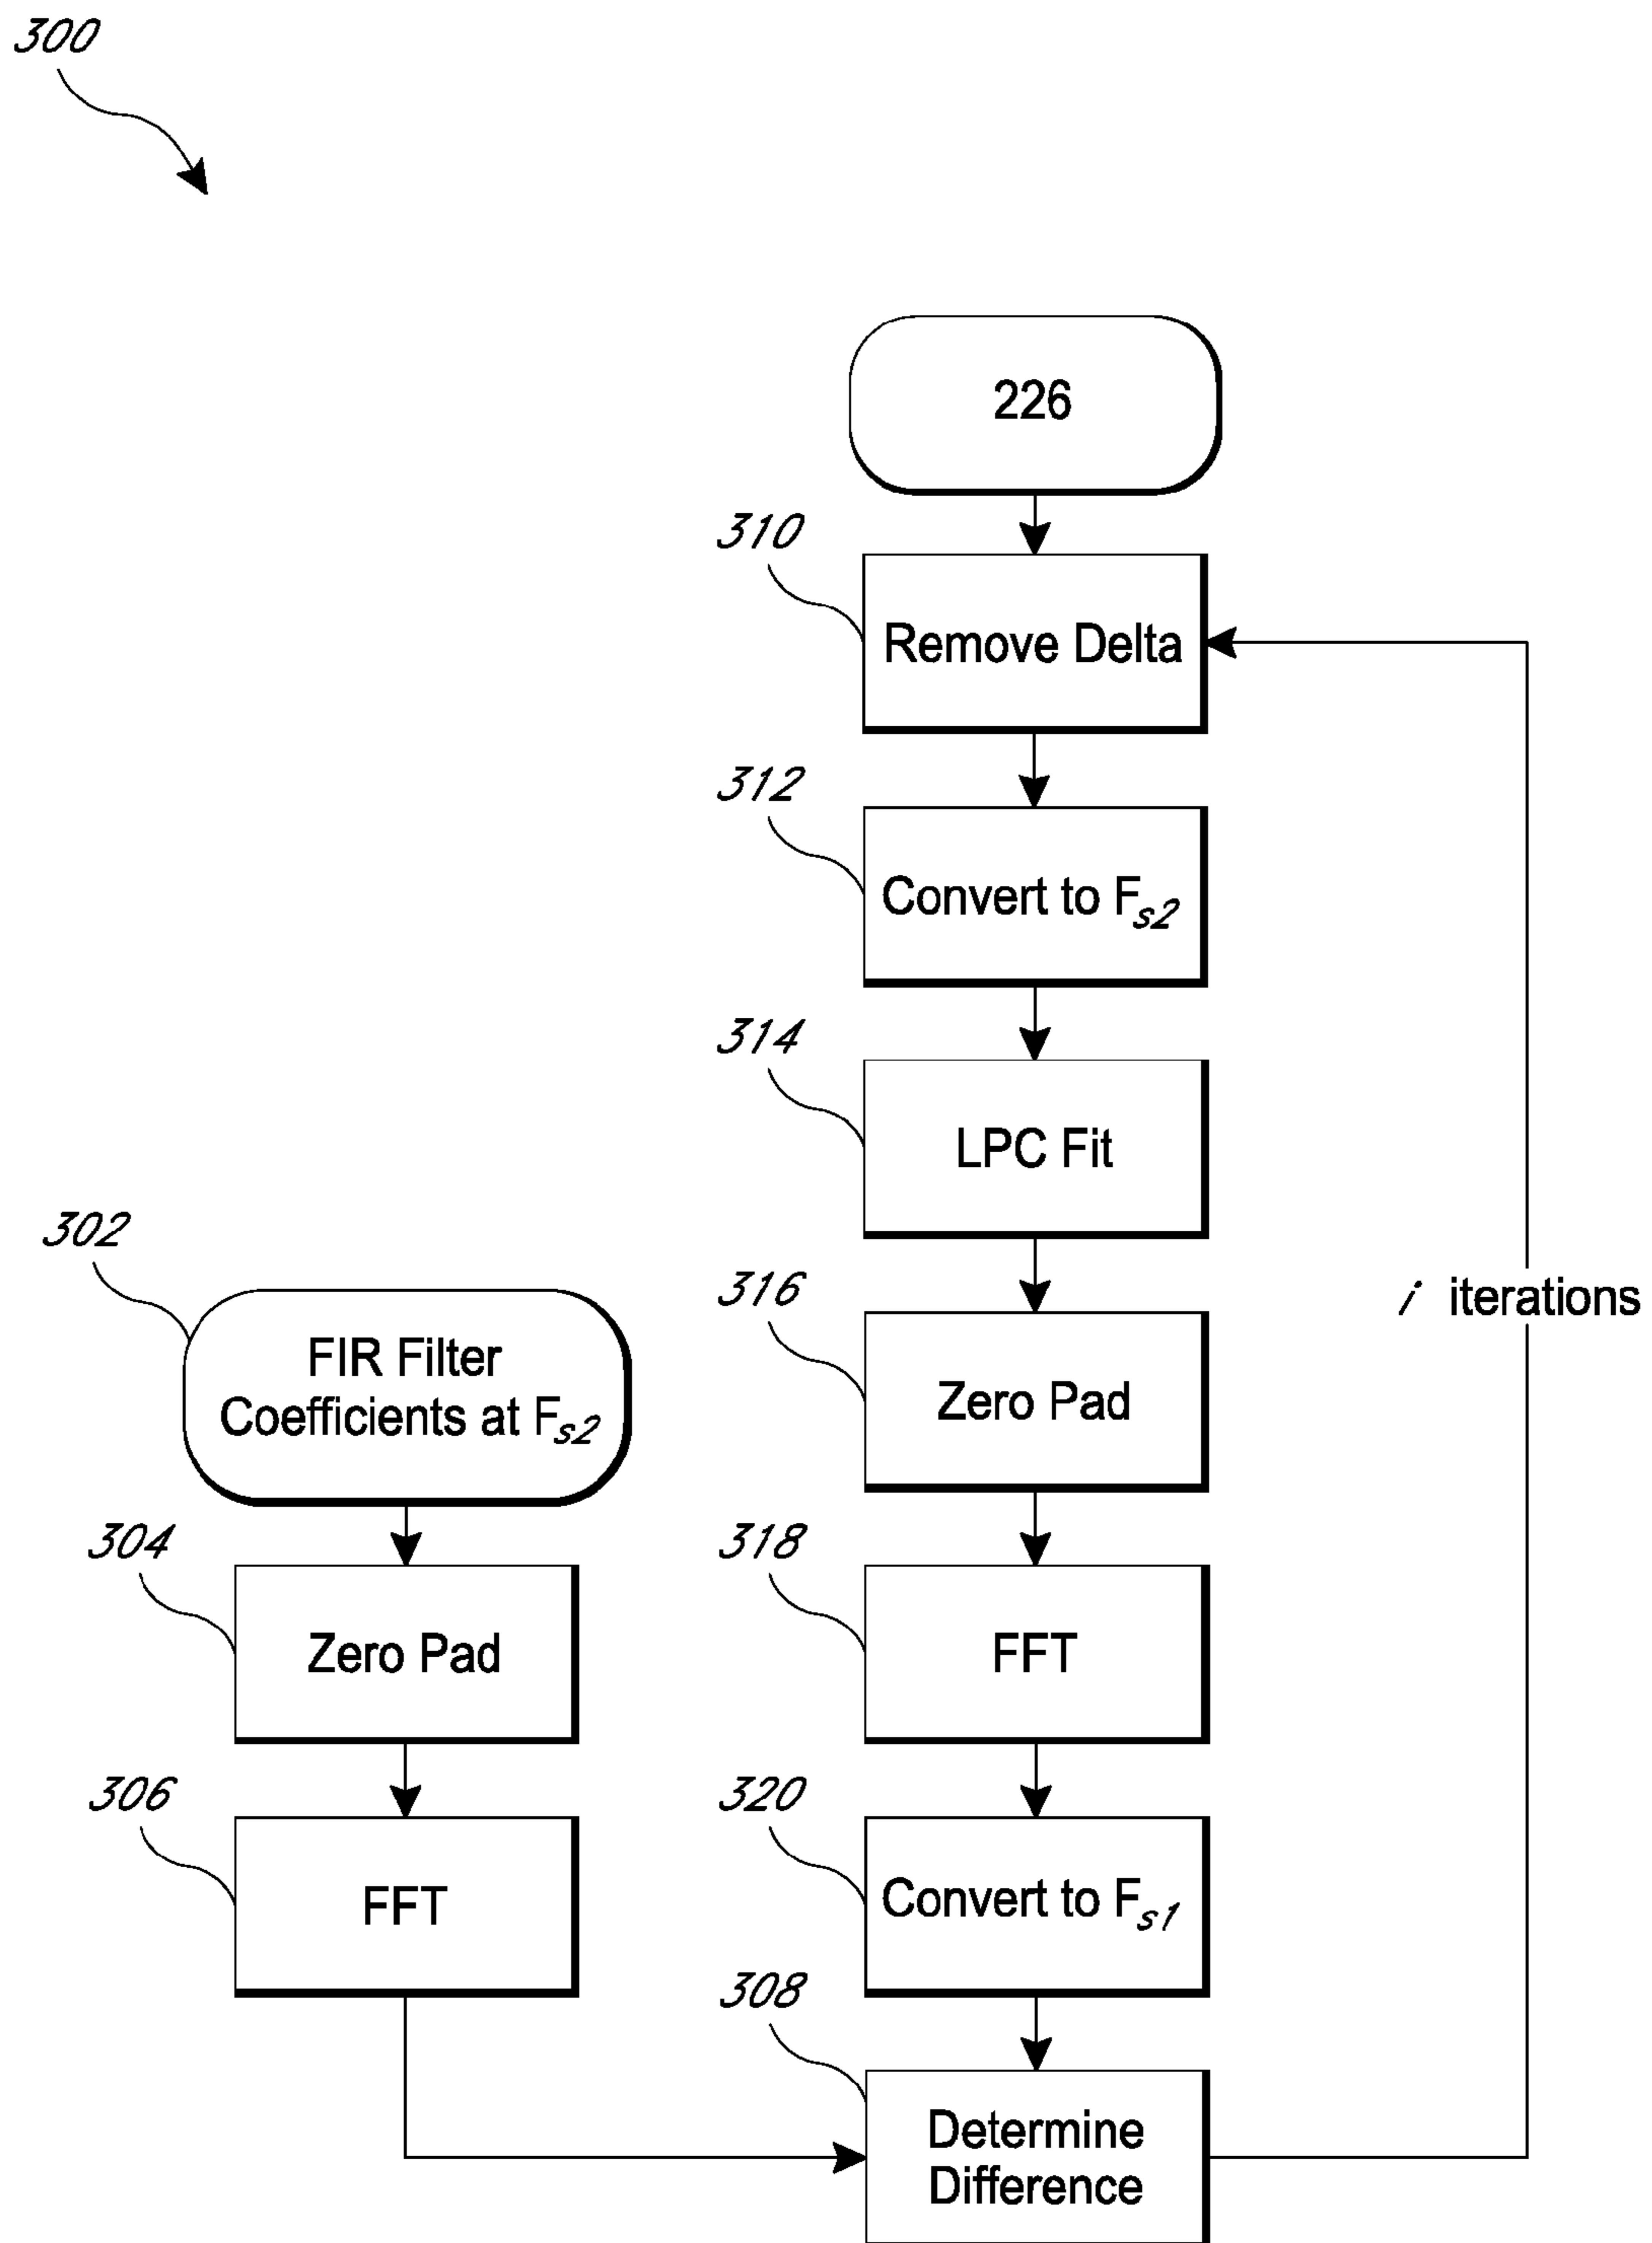 300
226
310
Remove Delta
312
Convert to Fs2
314
LPC Fit
302
316
i iterations
FIR Filter
Coefficients at Fs2
Zero Pad
304
318
Zero Pad
FFT
306
320
FFT
Convert to Fs1
308
Determine
Difference